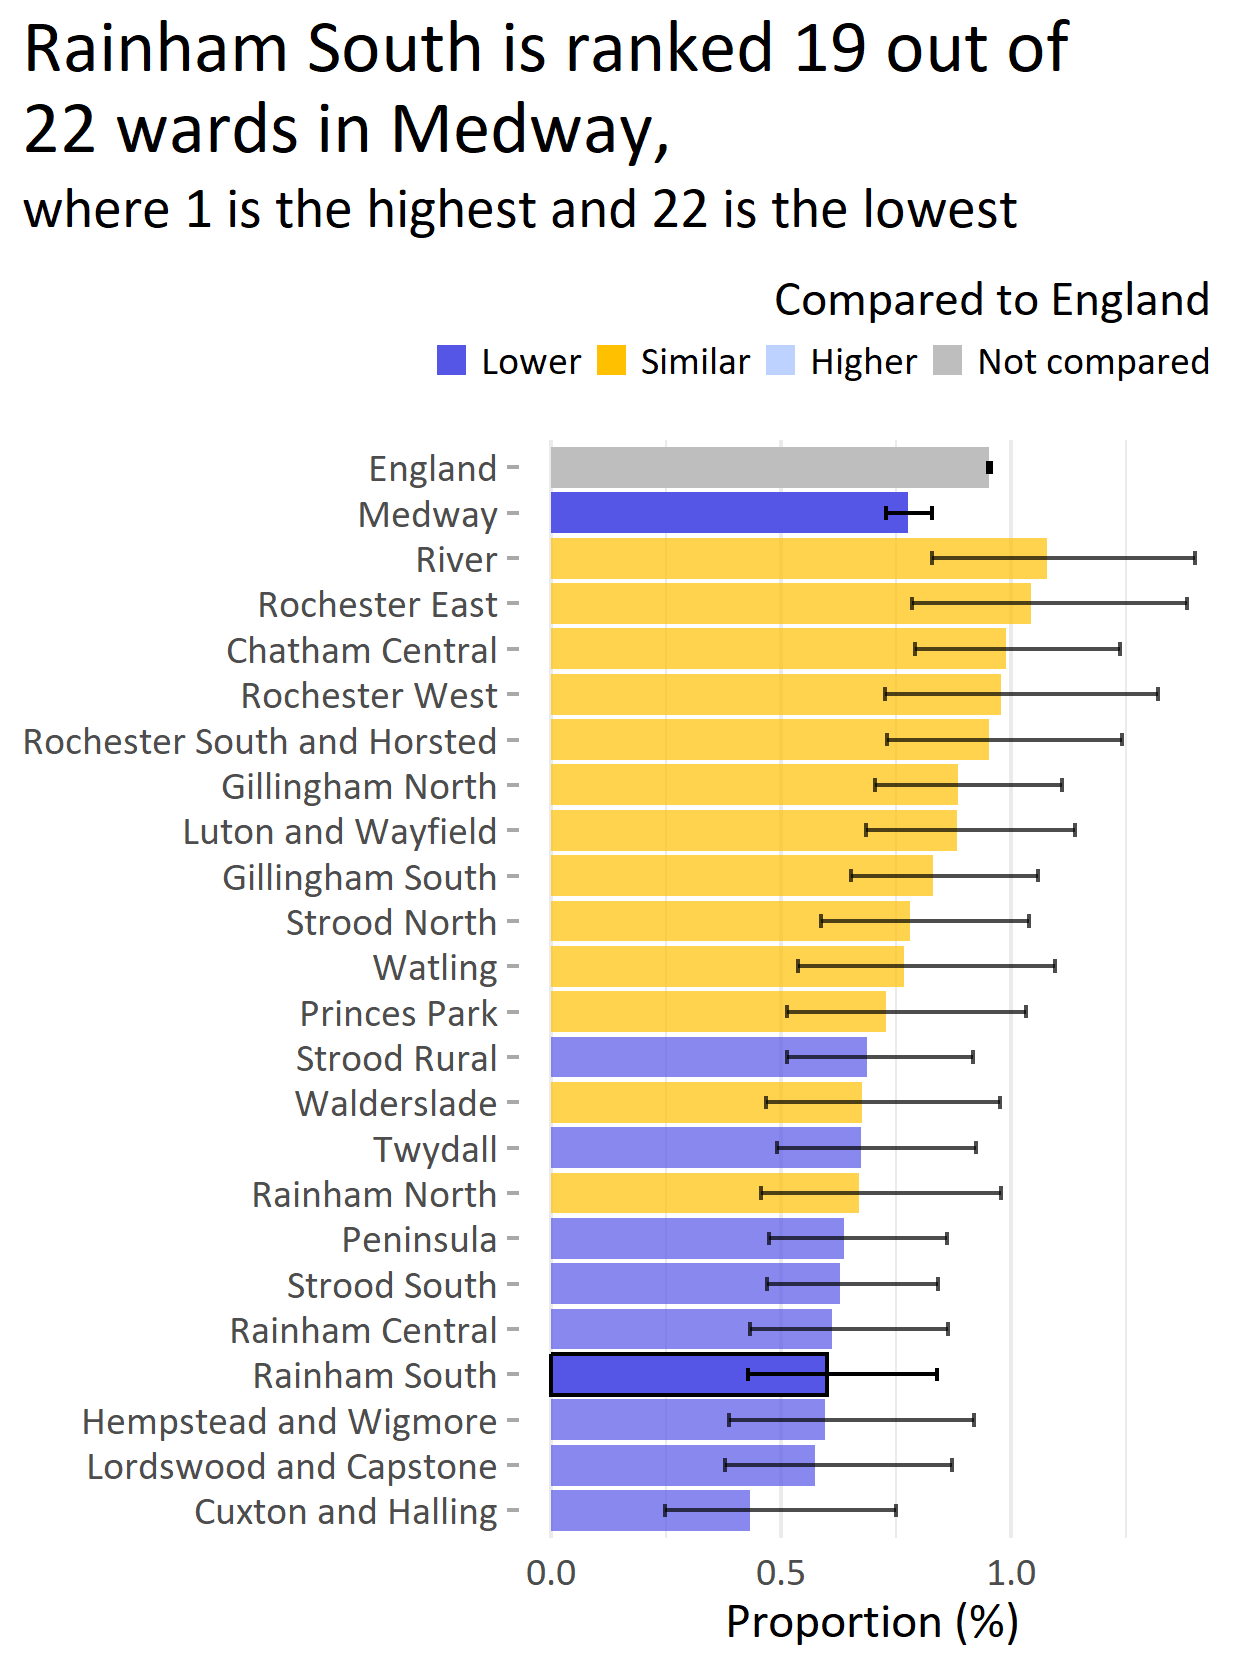 Rainham South is ranked 19 out of
22 wards in Medway,
where 1 is the highest and 22 is the lowest
Compared to England
Lower Similar Higher Not compared
England
Medway
River
Rochester East
Chatham Central
Rochester West
Rochester South and Horsted
Gillingham North
Luton and Wayfield
Gillingham South
Strood North
Watling
Princes Park
Strood Rural
Walderslade
Twydall
Rainham North
Peninsula
Strood South
Rainham Central
Rainham South
Hempstead and Wigmore
Lordswood and Capstone
Cuxton and Halling
0.0 0.5 1.0
Proportion (%)